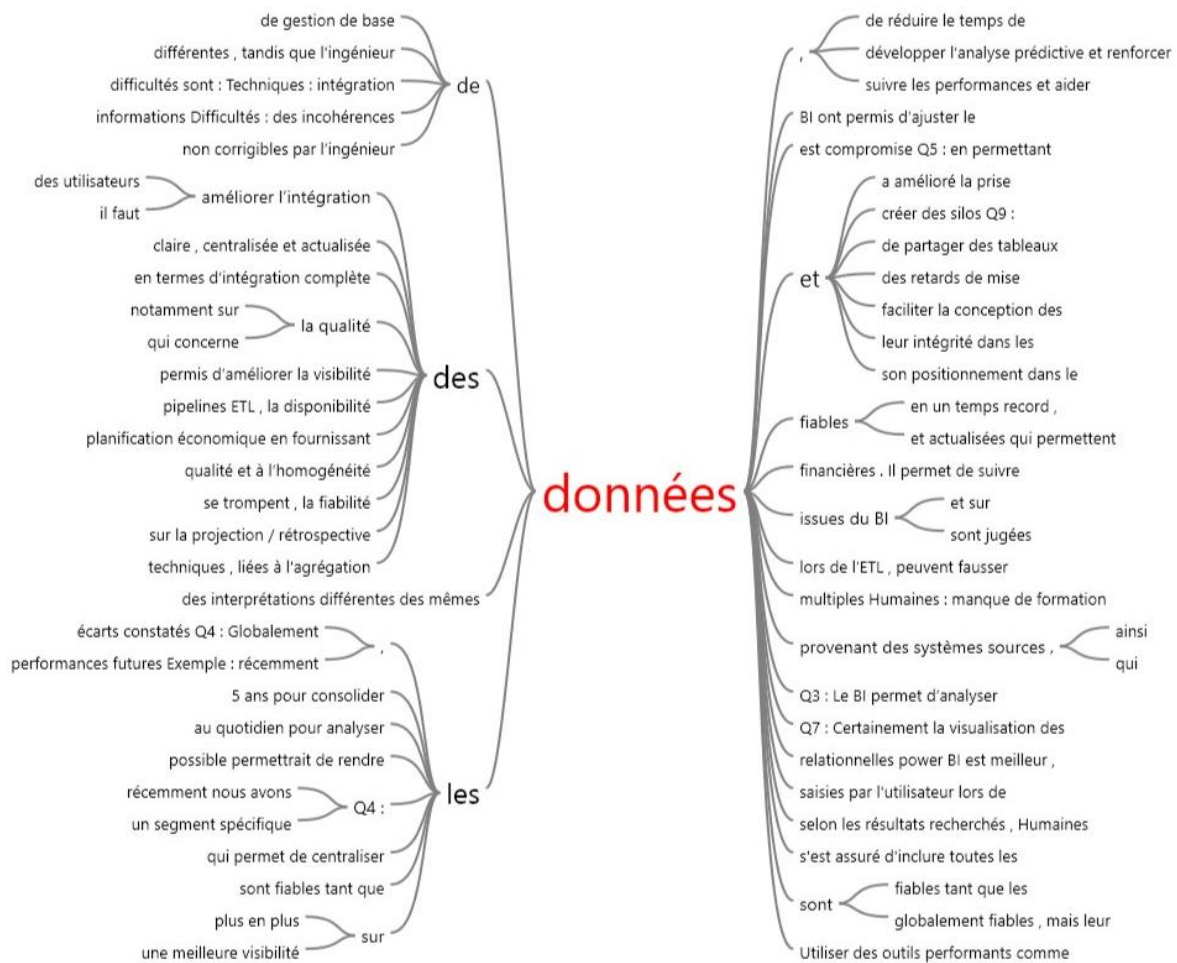 de gestion de base
différentes , tandis que l'ingénieur
difficultés sont : Techniques : intégration
informations Difficultés : des incohérences
non corrigibles par l'ingénieur
de
des utilisateurs
il faut
améliorer l'intégration
claire , centralisée et actualisée
en termes d'intégration complète
notamment sur
qui concerne
la qualité
permis d'améliorer la visibilité
pipelines ETL , la disponibilité
planification économique en fournissant
qualité et à l'homogénéité
se trompent , la fiabilité
sur la projection / rétrospective
techniques , liées à l'agrégation
des
des interprétations différentes des mêmes
écarts constatés Q4 : Globalement
performances futures Exemple : récemment
,
5 ans pour consolider
au quotidien pour analyser
possible permettrait de rendre
récemment nous avons
un segment spécifique
Q4 :
qui permet de centraliser
sont fiables tant que
plus en plus
une meilleure visibilité
sur
les
données
,
de réduire le temps de
développer l'analyse prédictive et renforcer
suivre les performances et aider
BI ont permis d'ajuster le
est compromise Q5 : en permettant
et
a amélioré la prise
créer des silos Q9 :
de partager des tableaux
des retards de mise
faciliter la conception des
leur intégrité dans les
son positionnement dans le
fiables
en un temps record ,
et actualisées qui permettent
financières . Il permet de suivre
issues du BI
et sur
sont jugées
lors de l'ETL , peuvent fausser
multiples Humaines : manque de formation
provenant des systèmes sources ,
ainsi
qui
Q3 : Le BI permet d'analyser
Q7 : Certainement la visualisation des
relationnelles power BI est meilleur ,
saisies par l'utilisateur lors de
selon les résultats recherchés , Humaines
s'est assuré d'inclure toutes les
sont
fiables tant que les
globalement fiables , mais leur
Utiliser des outils performants comme